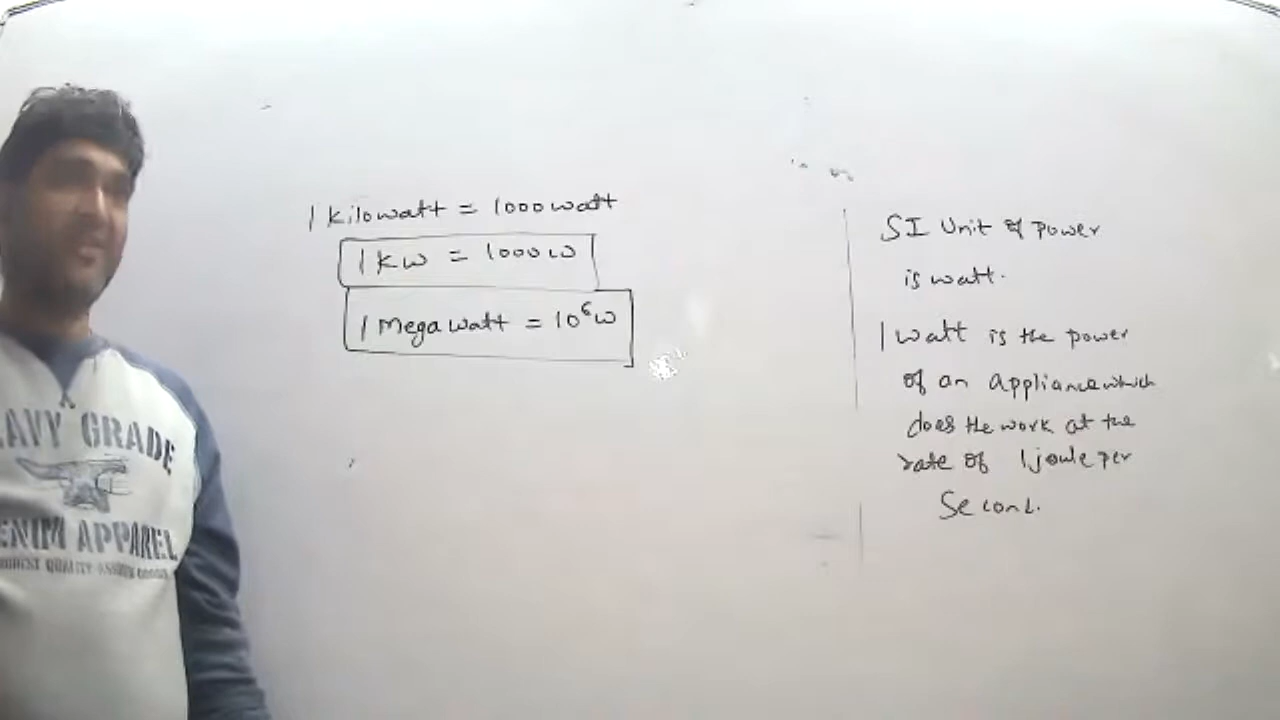 1 Kilowatt = 1000 watt
1 KW = 1000 W
1 Megawatt = 10⁶ W
SI Unit of Power
is watt.
1 watt is the power
of an Appliance which
does the work at the
rate of 1 joule per
Second.
AVY GRADE
ENIM APPAREL